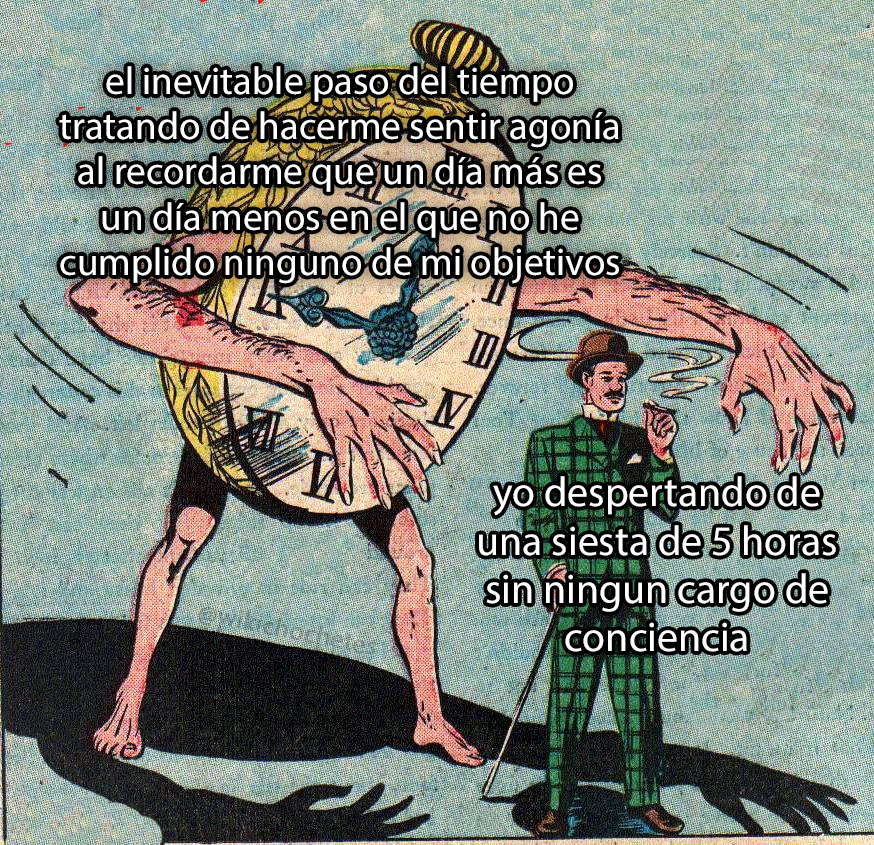 el inevitable paso del tiempo
tratando de hacerme sentir agonía
al recordarme que un día más es
un día menos en el que no he
cumplido ninguno de mi objetivos
yo despertando de
una siesta de 5 horas
sin ningun cargo de
conciencia
@wikichochetes